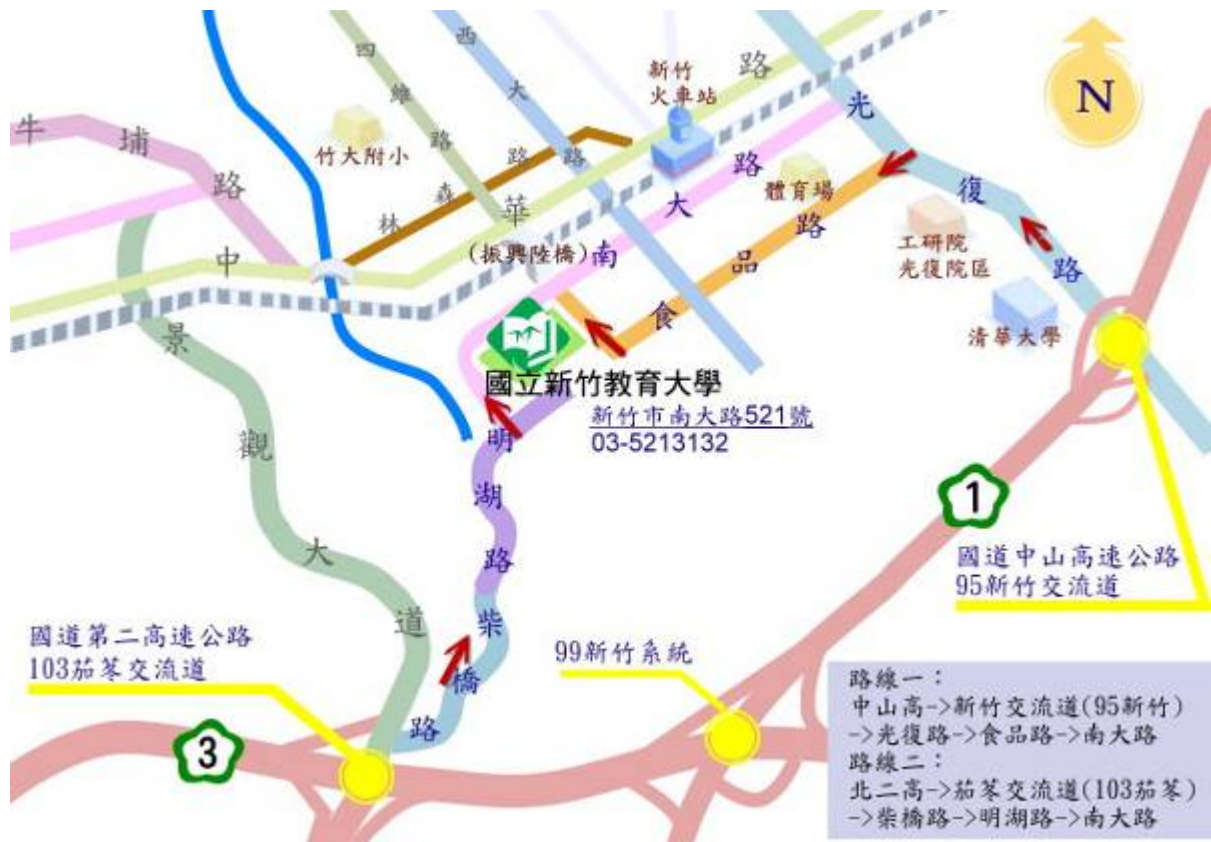 N
新竹
火車站
四維路
西大路
牛埔路
竹大附小
林森路
中華路
(振興陸橋)
南大路
體育場
食品路
光復路
工研院
光復院區
清華大學
國立新竹教育大學
新竹市南大路521號
03-5213132
明湖路
景觀大道
柴橋路
1
國道中山高速公路
95新竹交流道
國道第二高速公路
103茄苳交流道
99新竹系統
3
路線一：
中山高->新竹交流道(95新竹)
->光復路->食品路->南大路
路線二：
北二高->茄苳交流道(103茄苳)
->柴橋路->明湖路->南大路